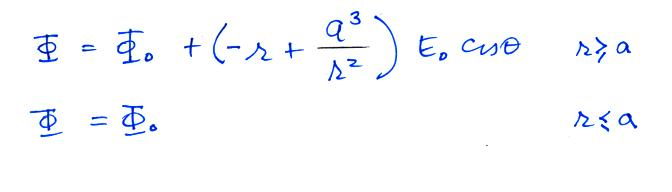 Φ = Φ₀ + (-r + a³/r²) E₀ cosθ r ≥ a
Φ = Φ₀ r ≤ a